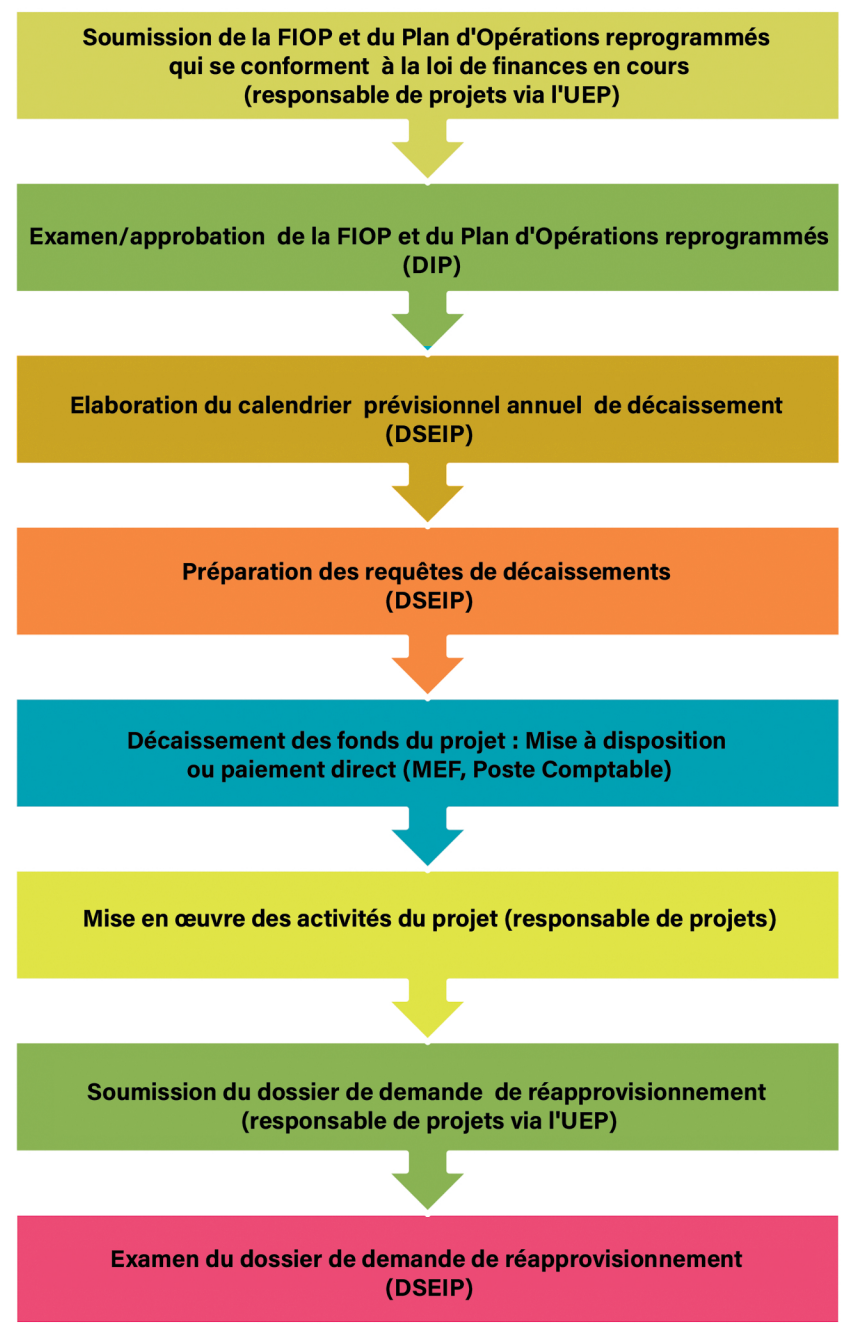 Soumission de la FIOP et du Plan d'Opérations reprogrammés
qui se conforment à la loi de finances en cours
(responsable de projets via l'UEP)
Examen/approbation de la FIOP et du Plan d'Opérations reprogrammés
(DIP)
Elaboration du calendrier prévisionnel annuel de décaissement
(DSEIP)
Préparation des requêtes de décaissements
(DSEIP)
Décaissement des fonds du projet : Mise à disposition
ou paiement direct (MEF, Poste Comptable)
Mise en œuvre des activités du projet (responsable de projets)
Soumission du dossier de demande de réapprovisionnement
(responsable de projets via l'UEP)
Examen du dossier de demande de réapprovisionnement
(DSEIP)